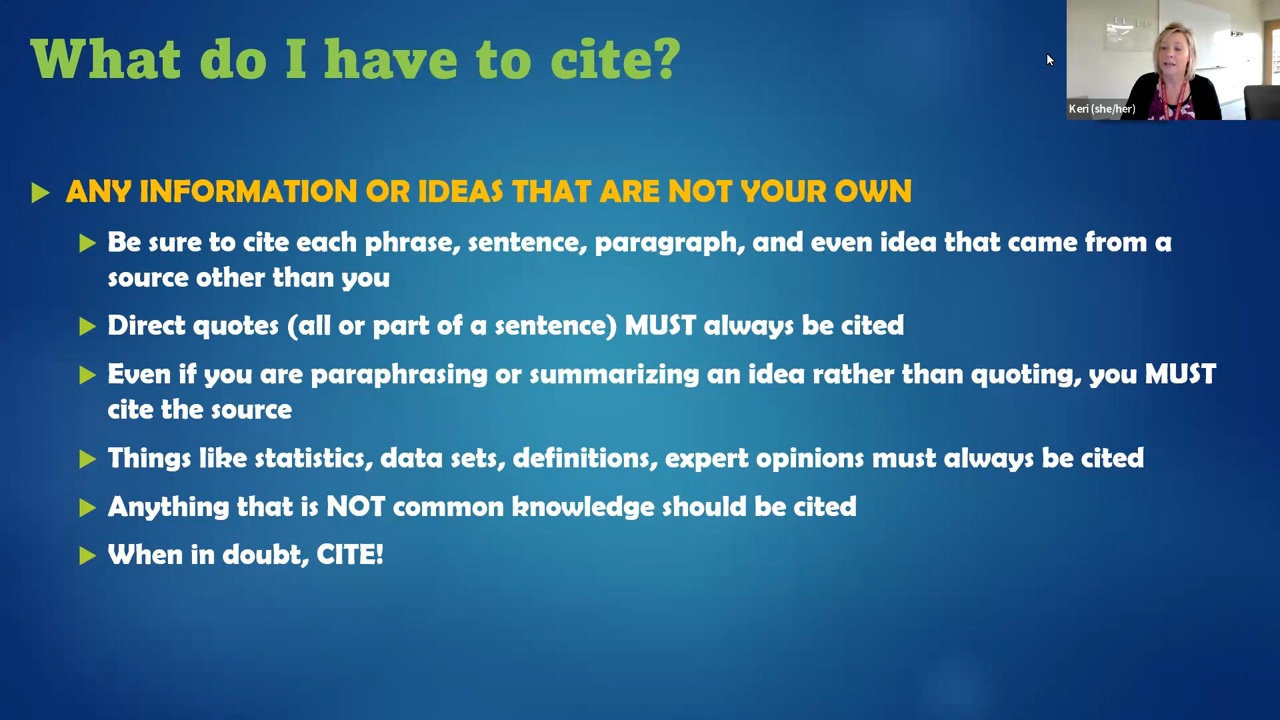 What do I have to cite?
Keri (she/her)
ANY INFORMATION OR IDEAS THAT ARE NOT YOUR OWN
Be sure to cite each phrase, sentence, paragraph, and even idea that came from a
source other than you
Direct quotes (all or part of a sentence) MUST always be cited
Even if you are paraphrasing or summarizing an idea rather than quoting, you MUST
cite the source
Things like statistics, data sets, definitions, expert opinions must always be cited
Anything that is NOT common knowledge should be cited
When in doubt, CITE!